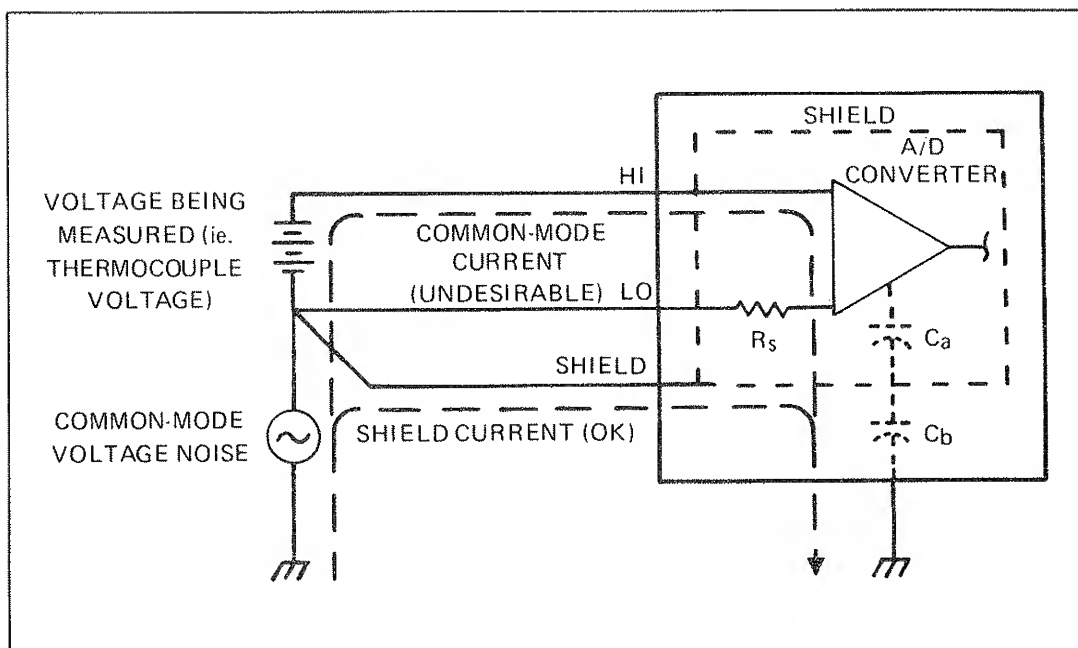 SHIELD
A/D
CONVERTER
HI
VOLTAGE BEING
MEASURED (ie.
THERMOCOUPLE
VOLTAGE)
COMMON-MODE
CURRENT
(UNDESIRABLE) LO
Rs
Ca
SHIELD
COMMON-MODE
VOLTAGE NOISE
SHIELD CURRENT (OK)
Cb